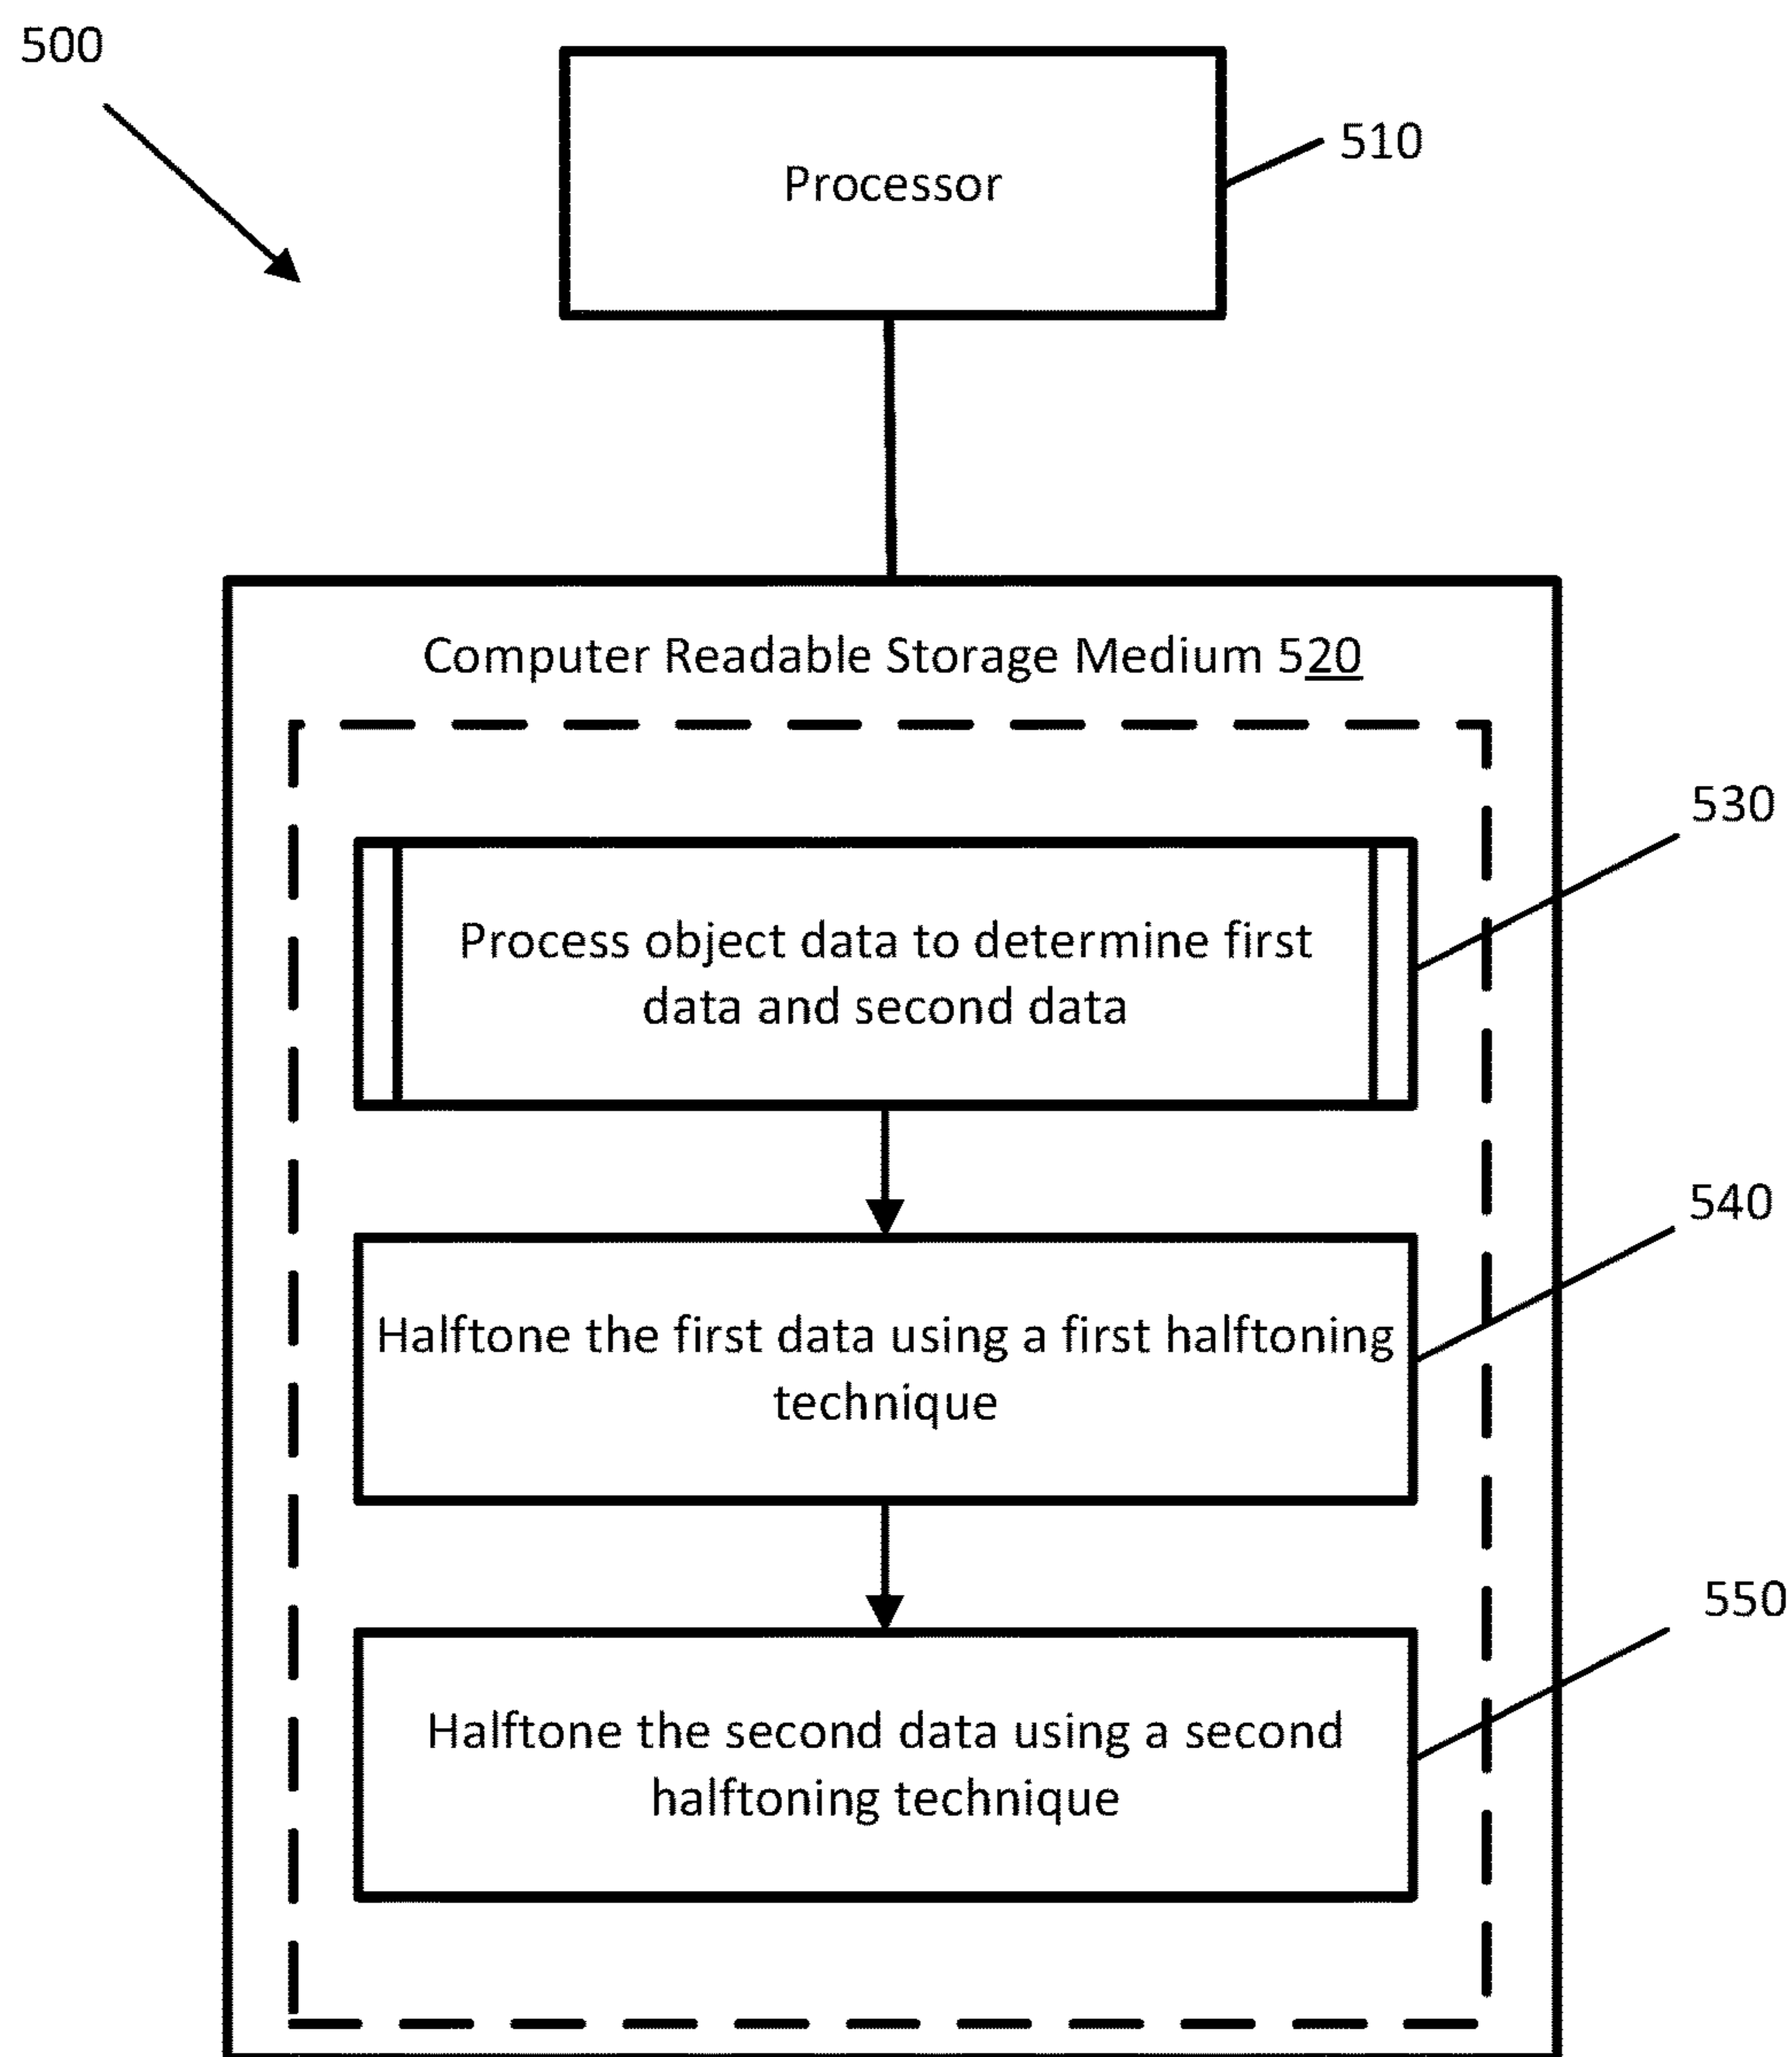 500
Processor
510
Computer Readable Storage Medium 520
530
Process object data to determine first
data and second data
540
Halftone the first data using a first halftoning
technique
550
Halftone the second data using a second
halftoning technique